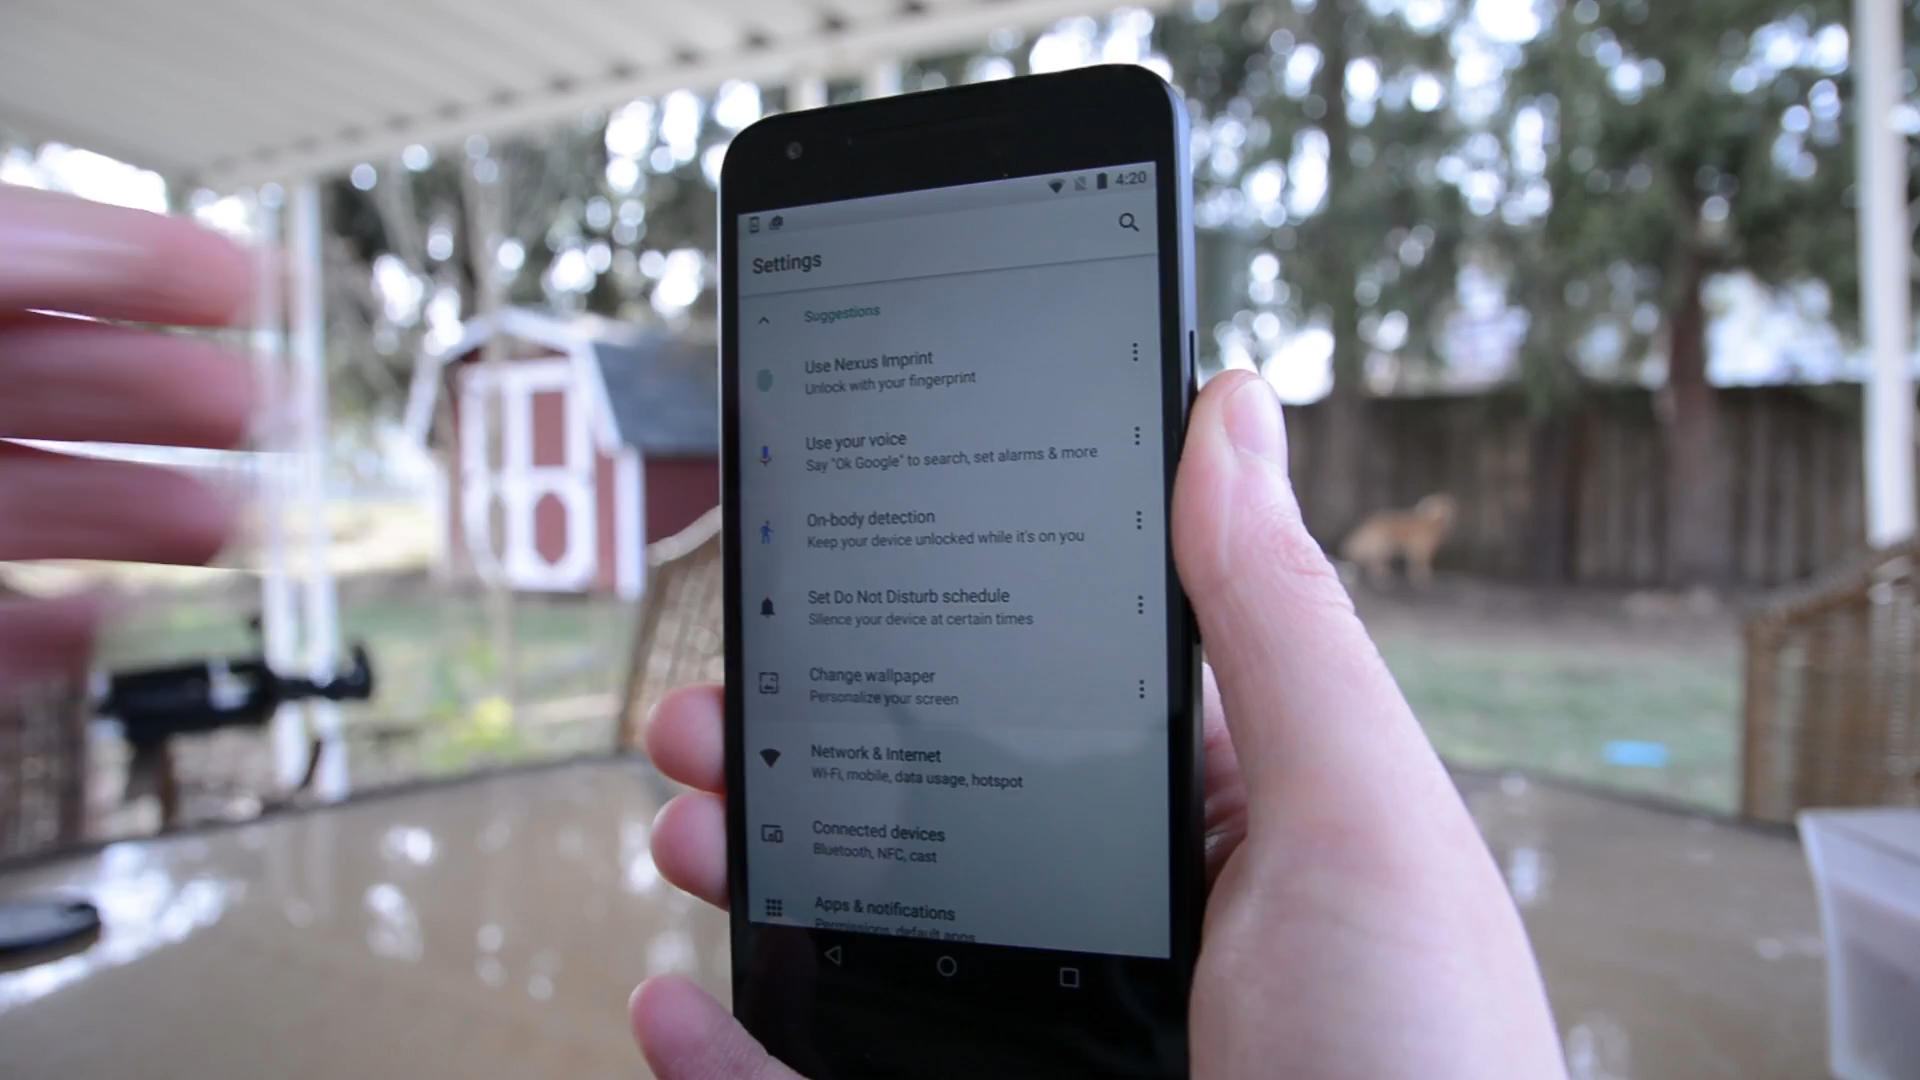 4:20
Settings
Suggestions
Use Nexus Imprint
Unlock with your fingerprint
Use your voice
Say "Ok Google" to search, set alarms & more
On-body detection
Keep your device unlocked while it's on you
Set Do Not Disturb schedule
Silence your device at certain times
Change wallpaper
Personalize your screen
Network & Internet
Wi-Fi, mobile, data usage, hotspot
Connected devices
Bluetooth, NFC, cast
Apps & notifications
Permissions, default apps